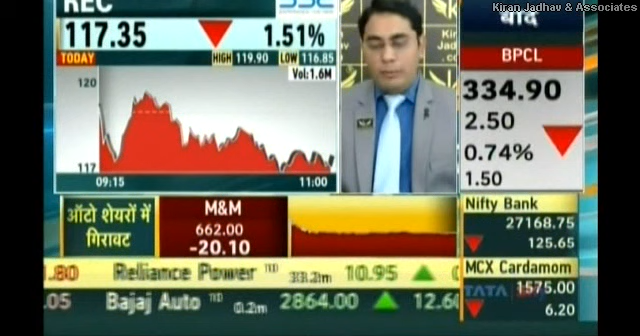 Kiran Jadhav & Associates
REC
117.35
1.51%
TODAY
HIGH 119.90 LOW 116.85
Vol:1.6M
120
117
09:15
11:00
बाद
BPCL
334.90
2.50
0.74%
1.50
ऑटो शेयरों में
गिरावट
M&M
662.00
-20.10
Nifty Bank
27168.75
125.65
MCX Cardamom
1575.00
6.20
TATA
1.80 Reliance Power TKD 33.2m 10.95
.05 Bajaj Auto TKD 0.2m 2864.00 12.60